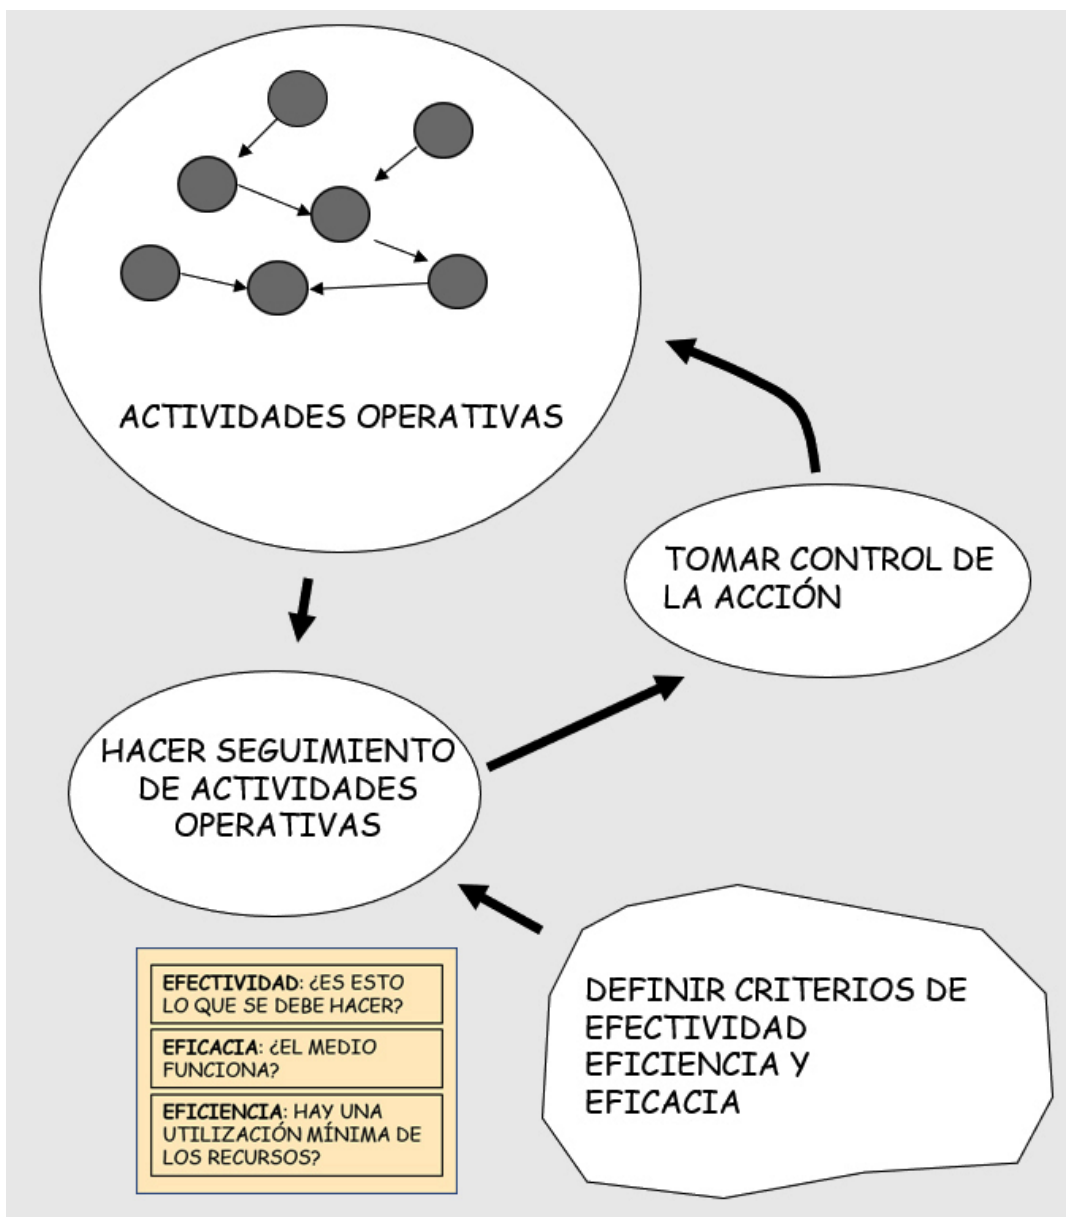 ACTIVIDADES OPERATIVAS
TOMAR CONTROL DE
LA ACCIÓN
HACER SEGUIMIENTO
DE ACTIVIDADES
OPERATIVAS
DEFINIR CRITERIOS DE
EFECTIVIDAD
EFICIENCIA Y
EFICACIA
EFECTIVIDAD: ¿ES ESTO
LO QUE SE DEBE HACER?
EFICACIA: ¿EL MEDIO
FUNCIONA?
EFICIENCIA: HAY UNA
UTILIZACIÓN MÍNIMA DE
LOS RECURSOS?